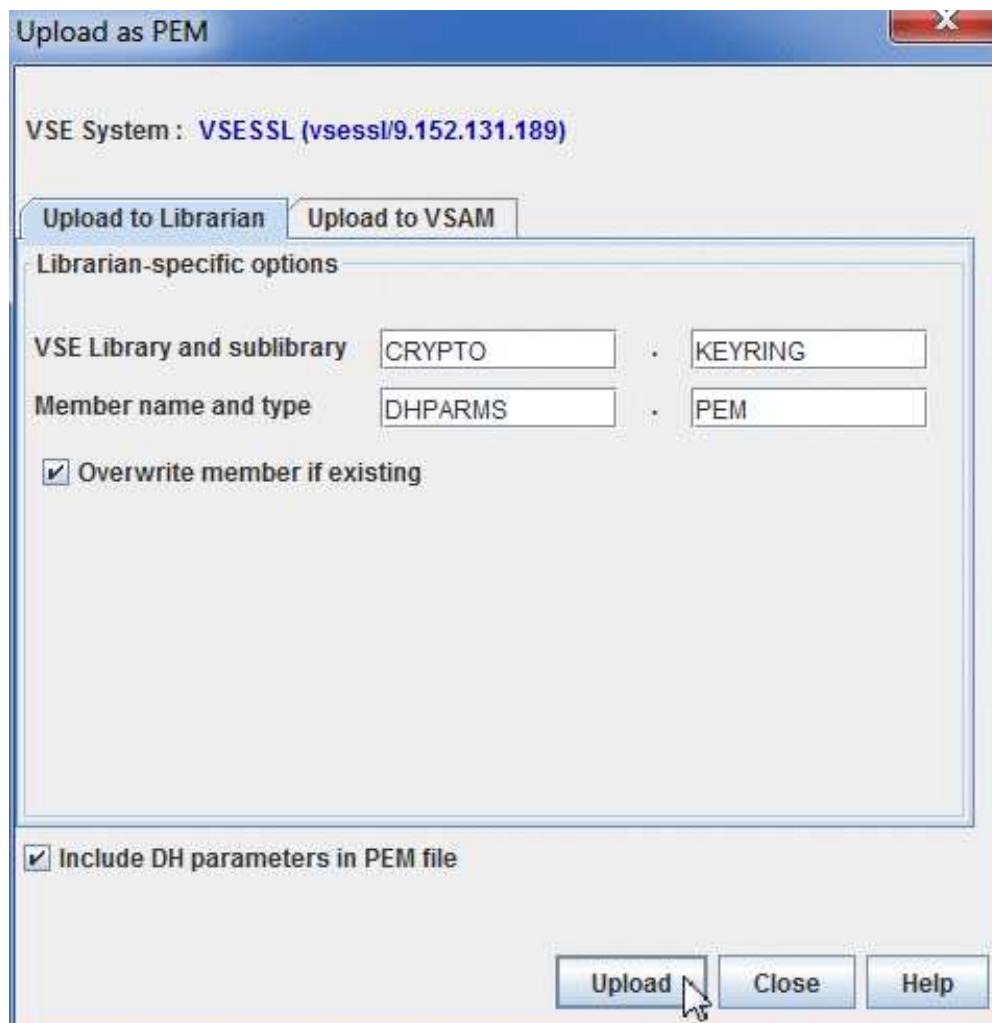 Upload as PEM
VSE System : VSESSL (vsessl/9.152.131.189)
Upload to Librarian Upload to VSAM
Librarian-specific options
VSE Library and sublibrary CRYPTO . KEYRING
Member name and type DHPARMS . PEM
Overwrite member if existing
Include DH parameters in PEM file
Upload Close Help